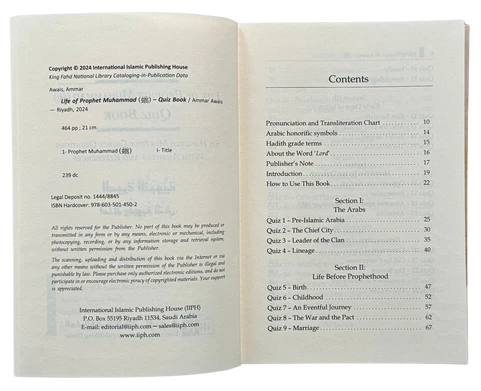 Copyright © 2024 International Islamic Publishing House
King Fahd National Library Cataloging-in-Publication Data
Awais, Ammar
Life of Prophet Muhammad (ﷺ) – Quiz Book / Ammar Awais
— Riyadh, 2024
464 pp ; 21 cm
1- Prophet Muhammad (ﷺ) I- Title
239 dc
Legal Deposit no. 1444/8845
ISBN Hardcover: 978-603-501-450-2
All rights reserved for the Publisher. No part of this book may be produced or
transmitted in any form or by any means, electronic or mechanical, including
photocopying, recording, or by any information storage and retrieval system,
without written permission from the Publisher.
The scanning, uploading and distribution of this book via the Internet or via
any other means without the written permission of the Publisher is illegal and
punishable by law. Please purchase only authorized electronic editions, and do not
participate in or encourage electronic piracy of copyrighted materials. Your support
is appreciated.
International Islamic Publishing House (IIPH)
P.O. Box 55195 Riyadh 11534, Saudi Arabia
E-mail: editorial@iiph — sales@iiph.com
www.iiph.com
Contents
Pronunciation and Transliteration Chart 10
Arabic honorific symbols 14
Hadith grade terms 15
About the Word 'Lord' 16
Publisher's Note 17
Introduction 19
How to Use This Book 22
Section I:
The Arabs
Quiz 1 – Pre-Islamic Arabia 25
Quiz 2 – The Chief City 30
Quiz 3 – Leader of the Clan 35
Quiz 4 – Lineage 40
Section II:
Life Before Prophethood
Quiz 5 – Birth 47
Quiz 6 – Childhood 52
Quiz 7 – An Eventful Journey 57
Quiz 8 – The War and the Pact 62
Quiz 9 – Marriage 67